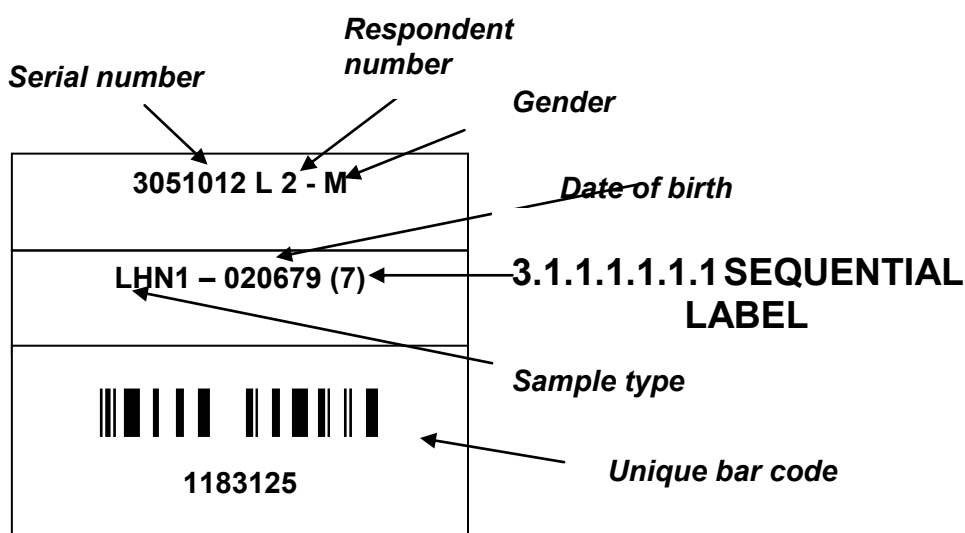 Respondent
number
Serial number
Gender
3051012 L 2 - M
Date of birth
LHN1 – 020679 (7)
3.1.1.1.1.1.1 SEQUENTIAL
LABEL
Sample type
Unique bar code
1183125